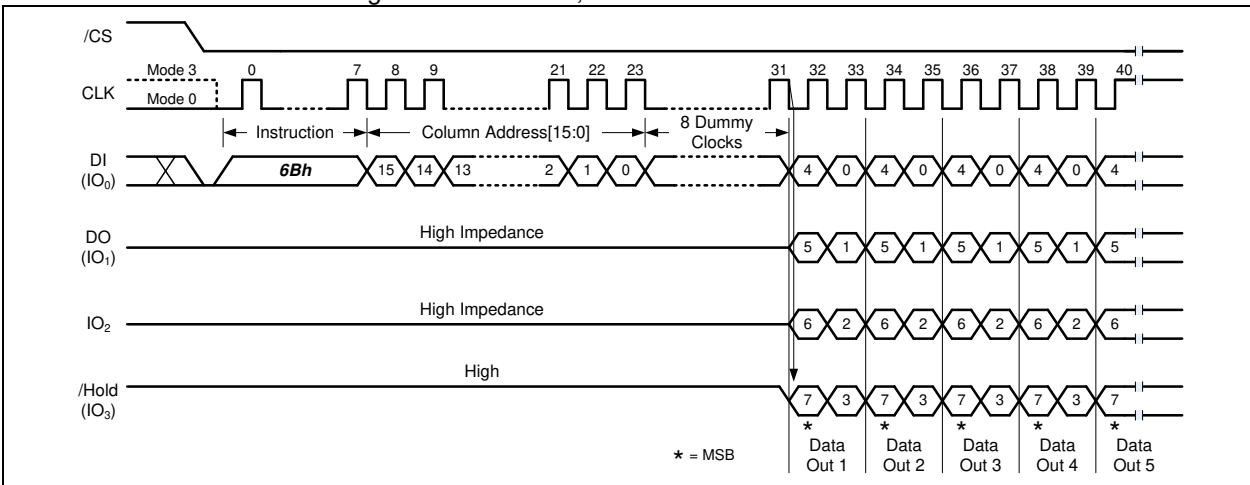 /CS
Mode 3 0 7 8 9 21 22 23 31 32 33 34 35 36 37 38 39 40
CLK
Mode 0
Instruction Column Address[15:0] 8 Dummy
Clocks
DI
(IO₀) 6Bh 15 14 13 2 1 0 4 0 4 0 4 0 4 0 4
DO
(IO₁) High Impedance 5 1 5 1 5 1 5 1 5
IO₂ High Impedance 6 2 6 2 6 2 6 2 6
/Hold
(IO₃) High 7 3 7 3 7 3 7 3 7
* * * * *
* = MSB
Data Data Data Data Data
Out 1 Out 2 Out 3 Out 4 Out 5